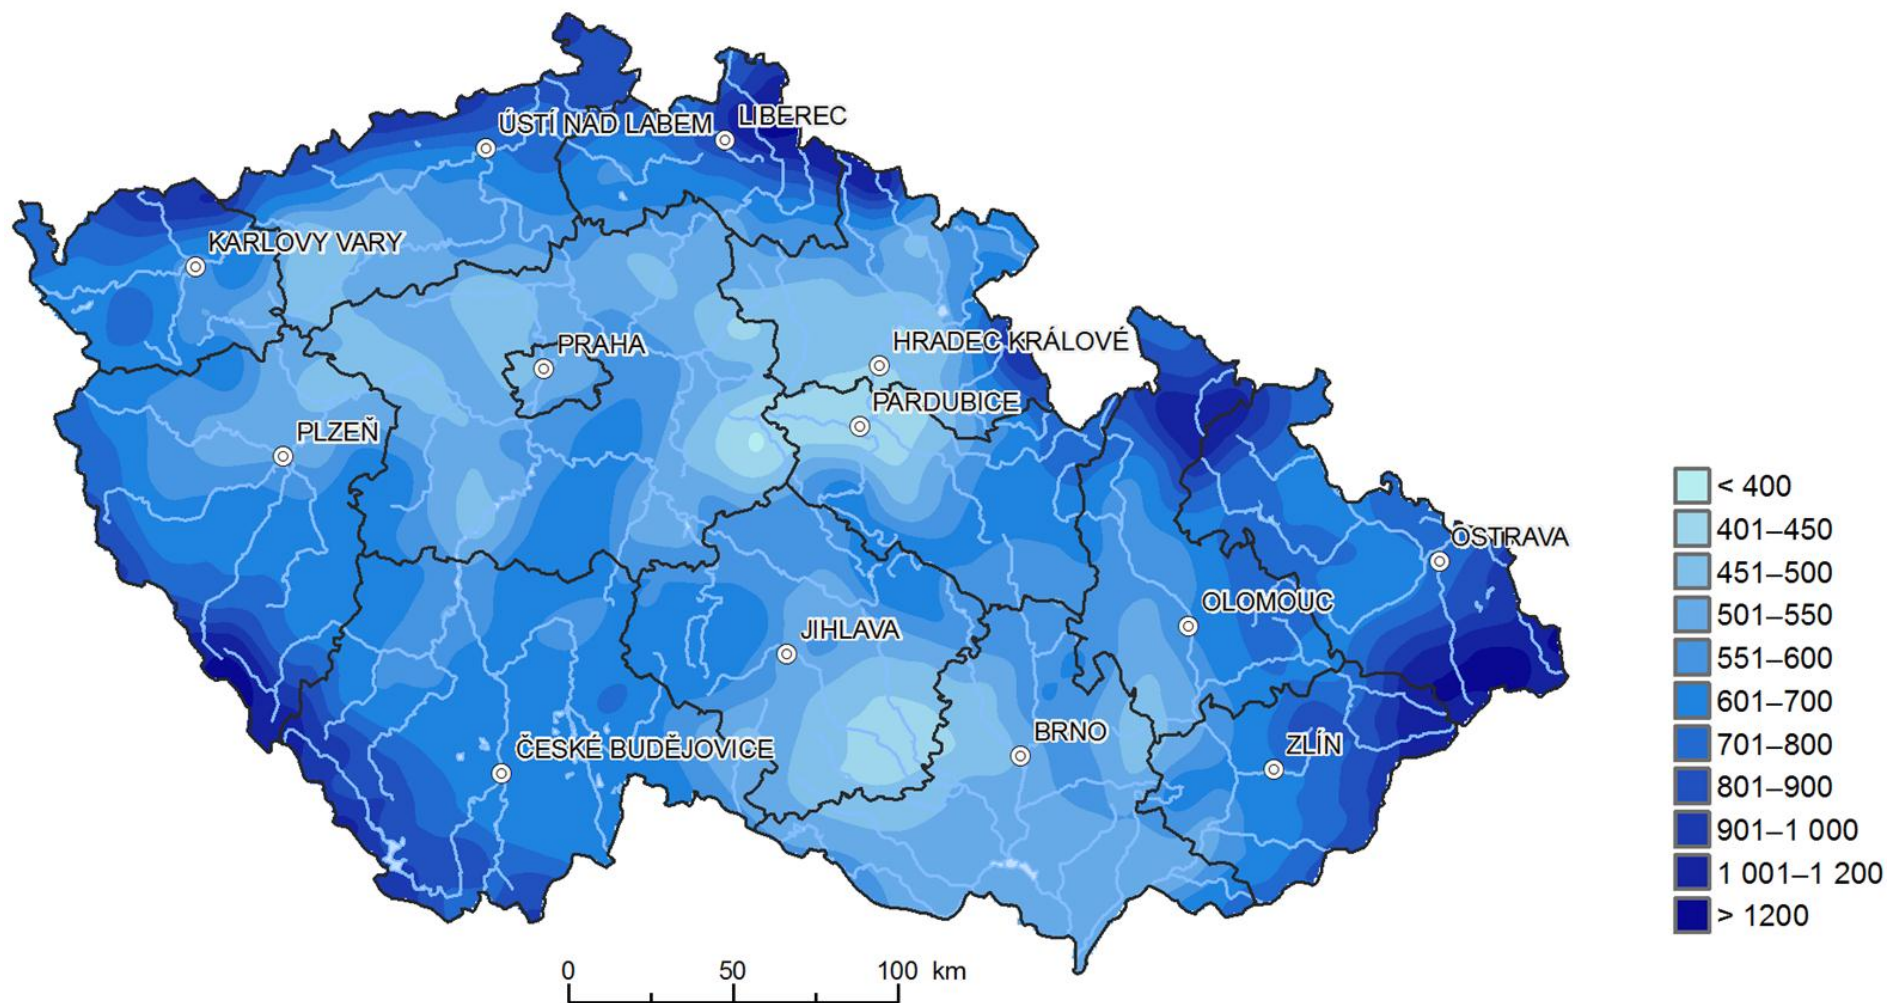 ÚSTÍ NAD LABEM
LIBEREC
KARLOVY VARY
PRAHA
HRADEC KRÁLOVÉ
PARDUBICE
PLZEŇ
OSTRAVA
OLOMOUC
JIHLAVA
BRNO
ČESKÉ BUDĚJOVICE
ZLÍN
< 400
401–450
451–500
501–550
551–600
601–700
701–800
801–900
901–1 000
1 001–1 200
> 1200
0 50 100 km